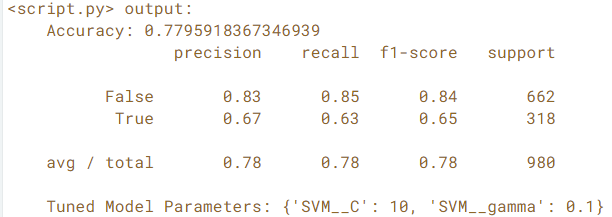 <script.py> output:
Accuracy: 0.7795918367346939
precision recall f1-score support
False 0.83 0.85 0.84 662
True 0.67 0.63 0.65 318
avg / total 0.78 0.78 0.78 980
Tuned Model Parameters: {'SVM__C': 10, 'SVM__gamma': 0.1}